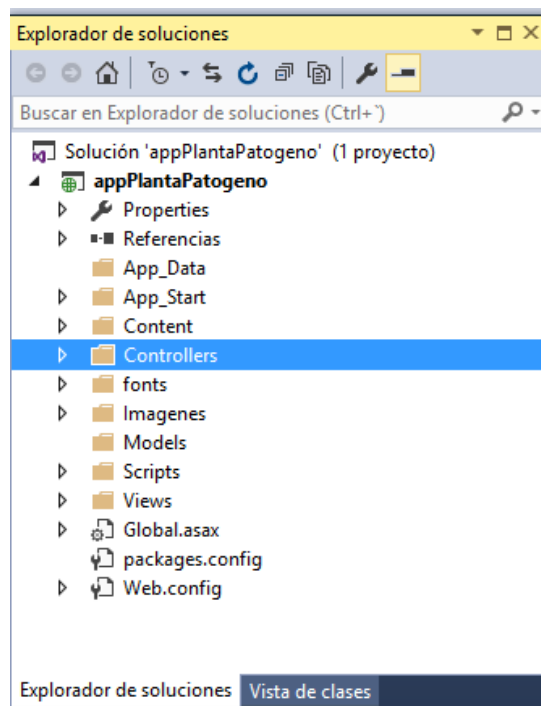 Explorador de soluciones
Buscar en Explorador de soluciones (Ctrl+`)
Solución 'appPlantaPatogeno' (1 proyecto)
appPlantaPatogeno
Properties
Referencias
App_Data
App_Start
Content
Controllers
fonts
Imagenes
Models
Scripts
Views
Global.asax
packages.config
Web.config
Explorador de soluciones Vista de clases